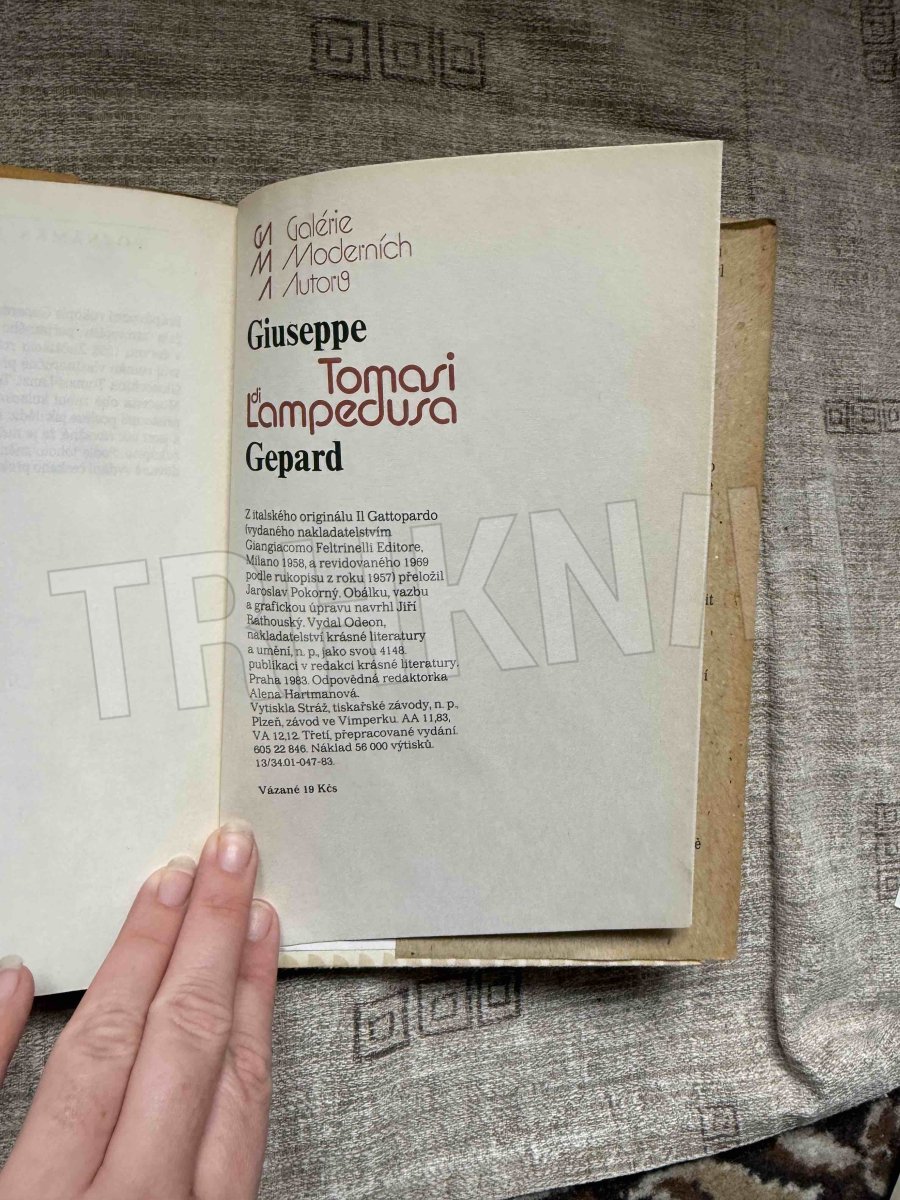 Galérie
Moderních
Autorů
Giuseppe
Tomasi
di
Lampedusa
Gepard
Z italského originálu Il Gattopardo
(vydaného nakladatelstvím
Giangiacomo Feltrinelli Editore,
Milano 1958, a revidovaného 1969
podle rukopisu z roku 1957) přeložil
Jaroslav Pokorný. Obálku, vazbu
a grafickou úpravu navrhl Jiří
Rathouský. Vydal Odeon,
nakladatelství krásné literatury
a umění, n. p., jako svou 4148.
publikaci v redakci krásné literatury.
Praha 1983. Odpovědná redaktorka
Alena Hartmanová.
Vytiskla Stráž, tiskařské závody, n. p.,
Plzeň, závod ve Vimperku. AA 11,83,
VA 12,12. Třetí, přepracované vydání.
605 22 846. Náklad 56 000 výtisků.
13/34.01-047-83.
Vázané 19 Kčs